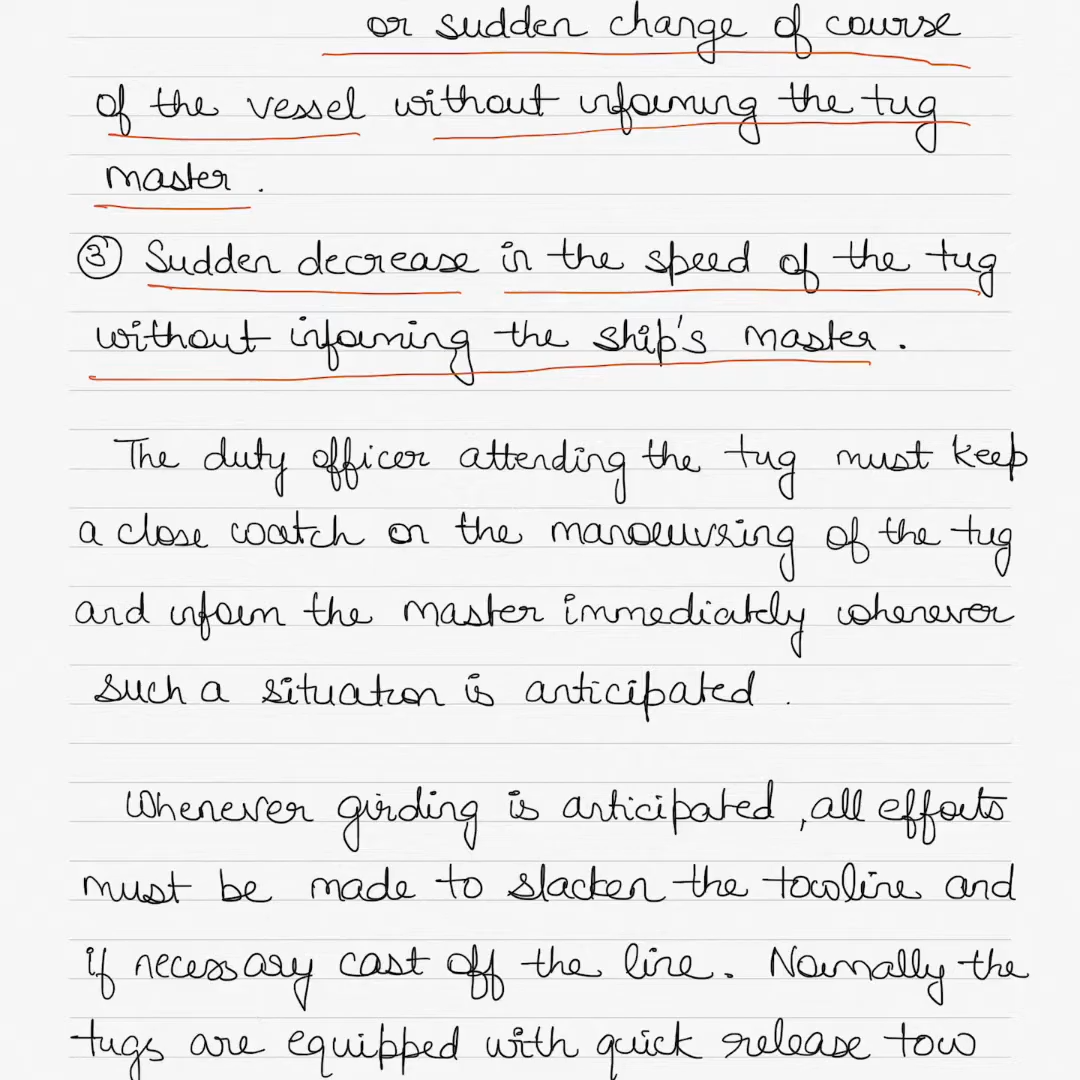 or sudden change of course
of the vessel without informing the tug
master.
③ Sudden decrease in the speed of the tug
without informing the ship's master.
The duty officer attending the tug must keep
a close watch on the manoeuvring of the tug
and inform the master immediately whenever
such a situation is anticipated.
Whenever girding is anticipated, all efforts
must be made to slacken the towline and
if necessary cast off the line. Normally the
tugs are equipped with quick release tow